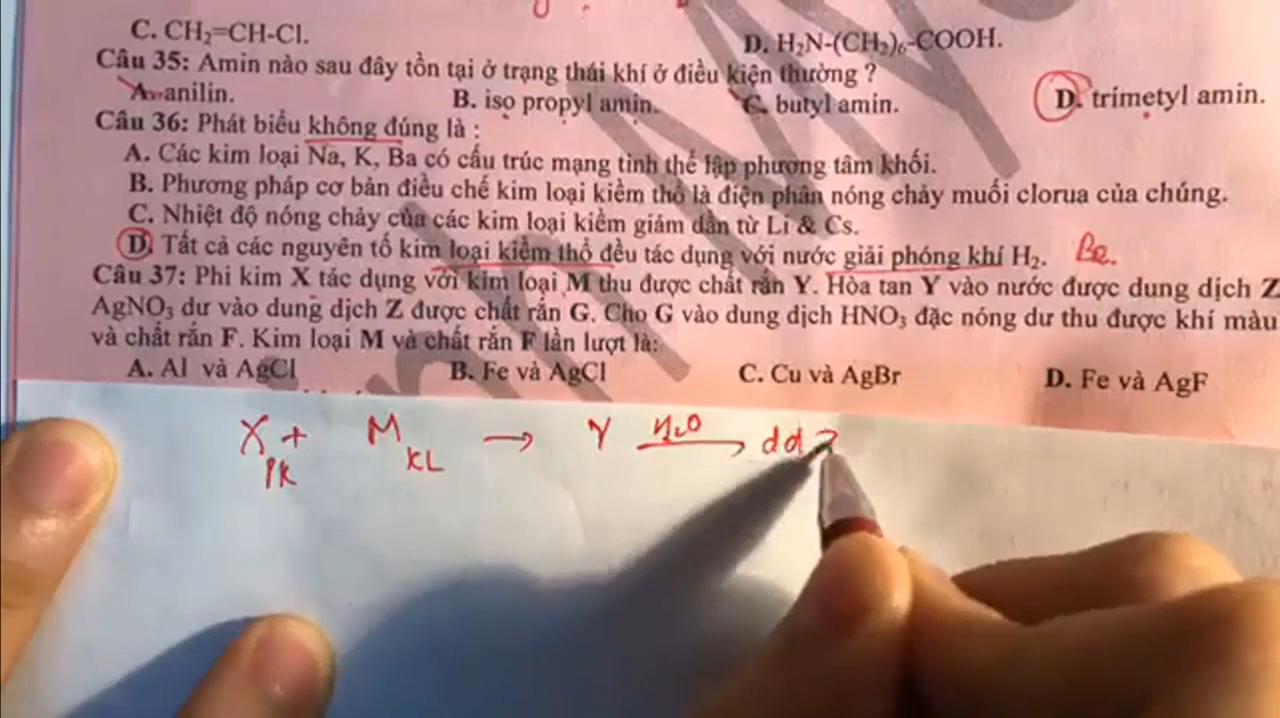 C. CH₂=CH-Cl. D. H₂N-(CH₂)₆-COOH.
Câu 35: Amin nào sau đây tồn tại ở trạng thái khí ở điều kiện thường ?
A. anilin. B. iso propyl amin. C. butyl amin. D. trimetyl amin.
Câu 36: Phát biểu không đúng là :
A. Các kim loại Na, K, Ba có cấu trúc mạng tinh thể lập phương tâm khối.
B. Phương pháp cơ bản điều chế kim loại kiềm thổ là điện phân nóng chảy muối clorua của chúng.
C. Nhiệt độ nóng chảy của các kim loại kiềm giảm dần từ Li & Cs.
D. Tất cả các nguyên tố kim loại kiềm thổ đều tác dụng với nước giải phóng khí H₂. Be.
Câu 37: Phi kim X tác dụng với kim loại M thu được chất rắn Y. Hòa tan Y vào nước được dung dịch Z
AgNO₃ dư vào dung dịch Z được chất rắn G. Cho G vào dung dịch HNO₃ đặc nóng dư thu được khí màu
và chất rắn F. Kim loại M và chất rắn F lần lượt là:
A. Al và AgCl B. Fe và AgCl C. Cu và AgBr D. Fe và AgF
X + M → Y H₂O → dd Z
PK KL